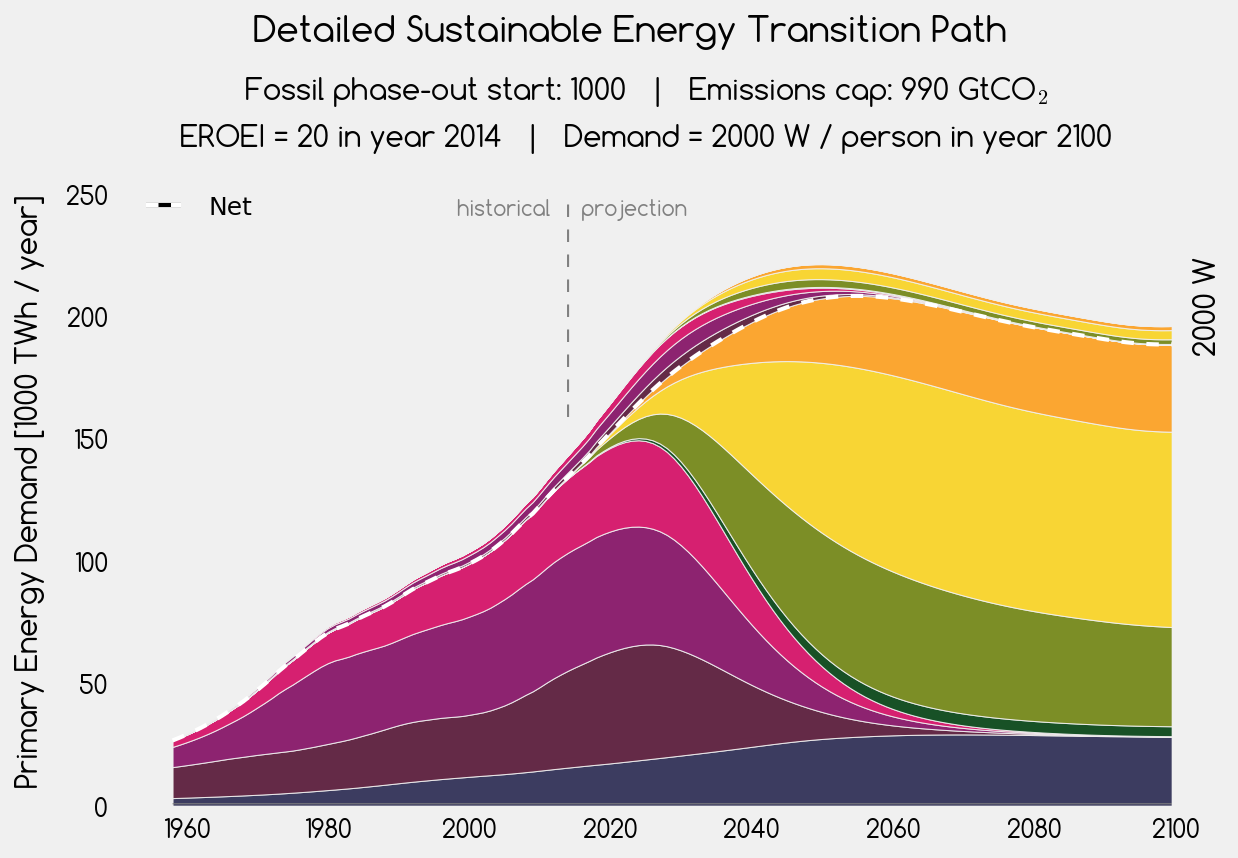 Detailed Sustainable Energy Transition Path
Fossil phase-out start: 1000 | Emissions cap: 990 GtCO₂
EROEI = 20 in year 2014 | Demand = 2000 W / person in year 2100
Primary Energy Demand [1000 TWh / year]
250
200
150
100
50
0
Net
historical
projection
2000 W
1960
1980
2000
2020
2040
2060
2080
2100